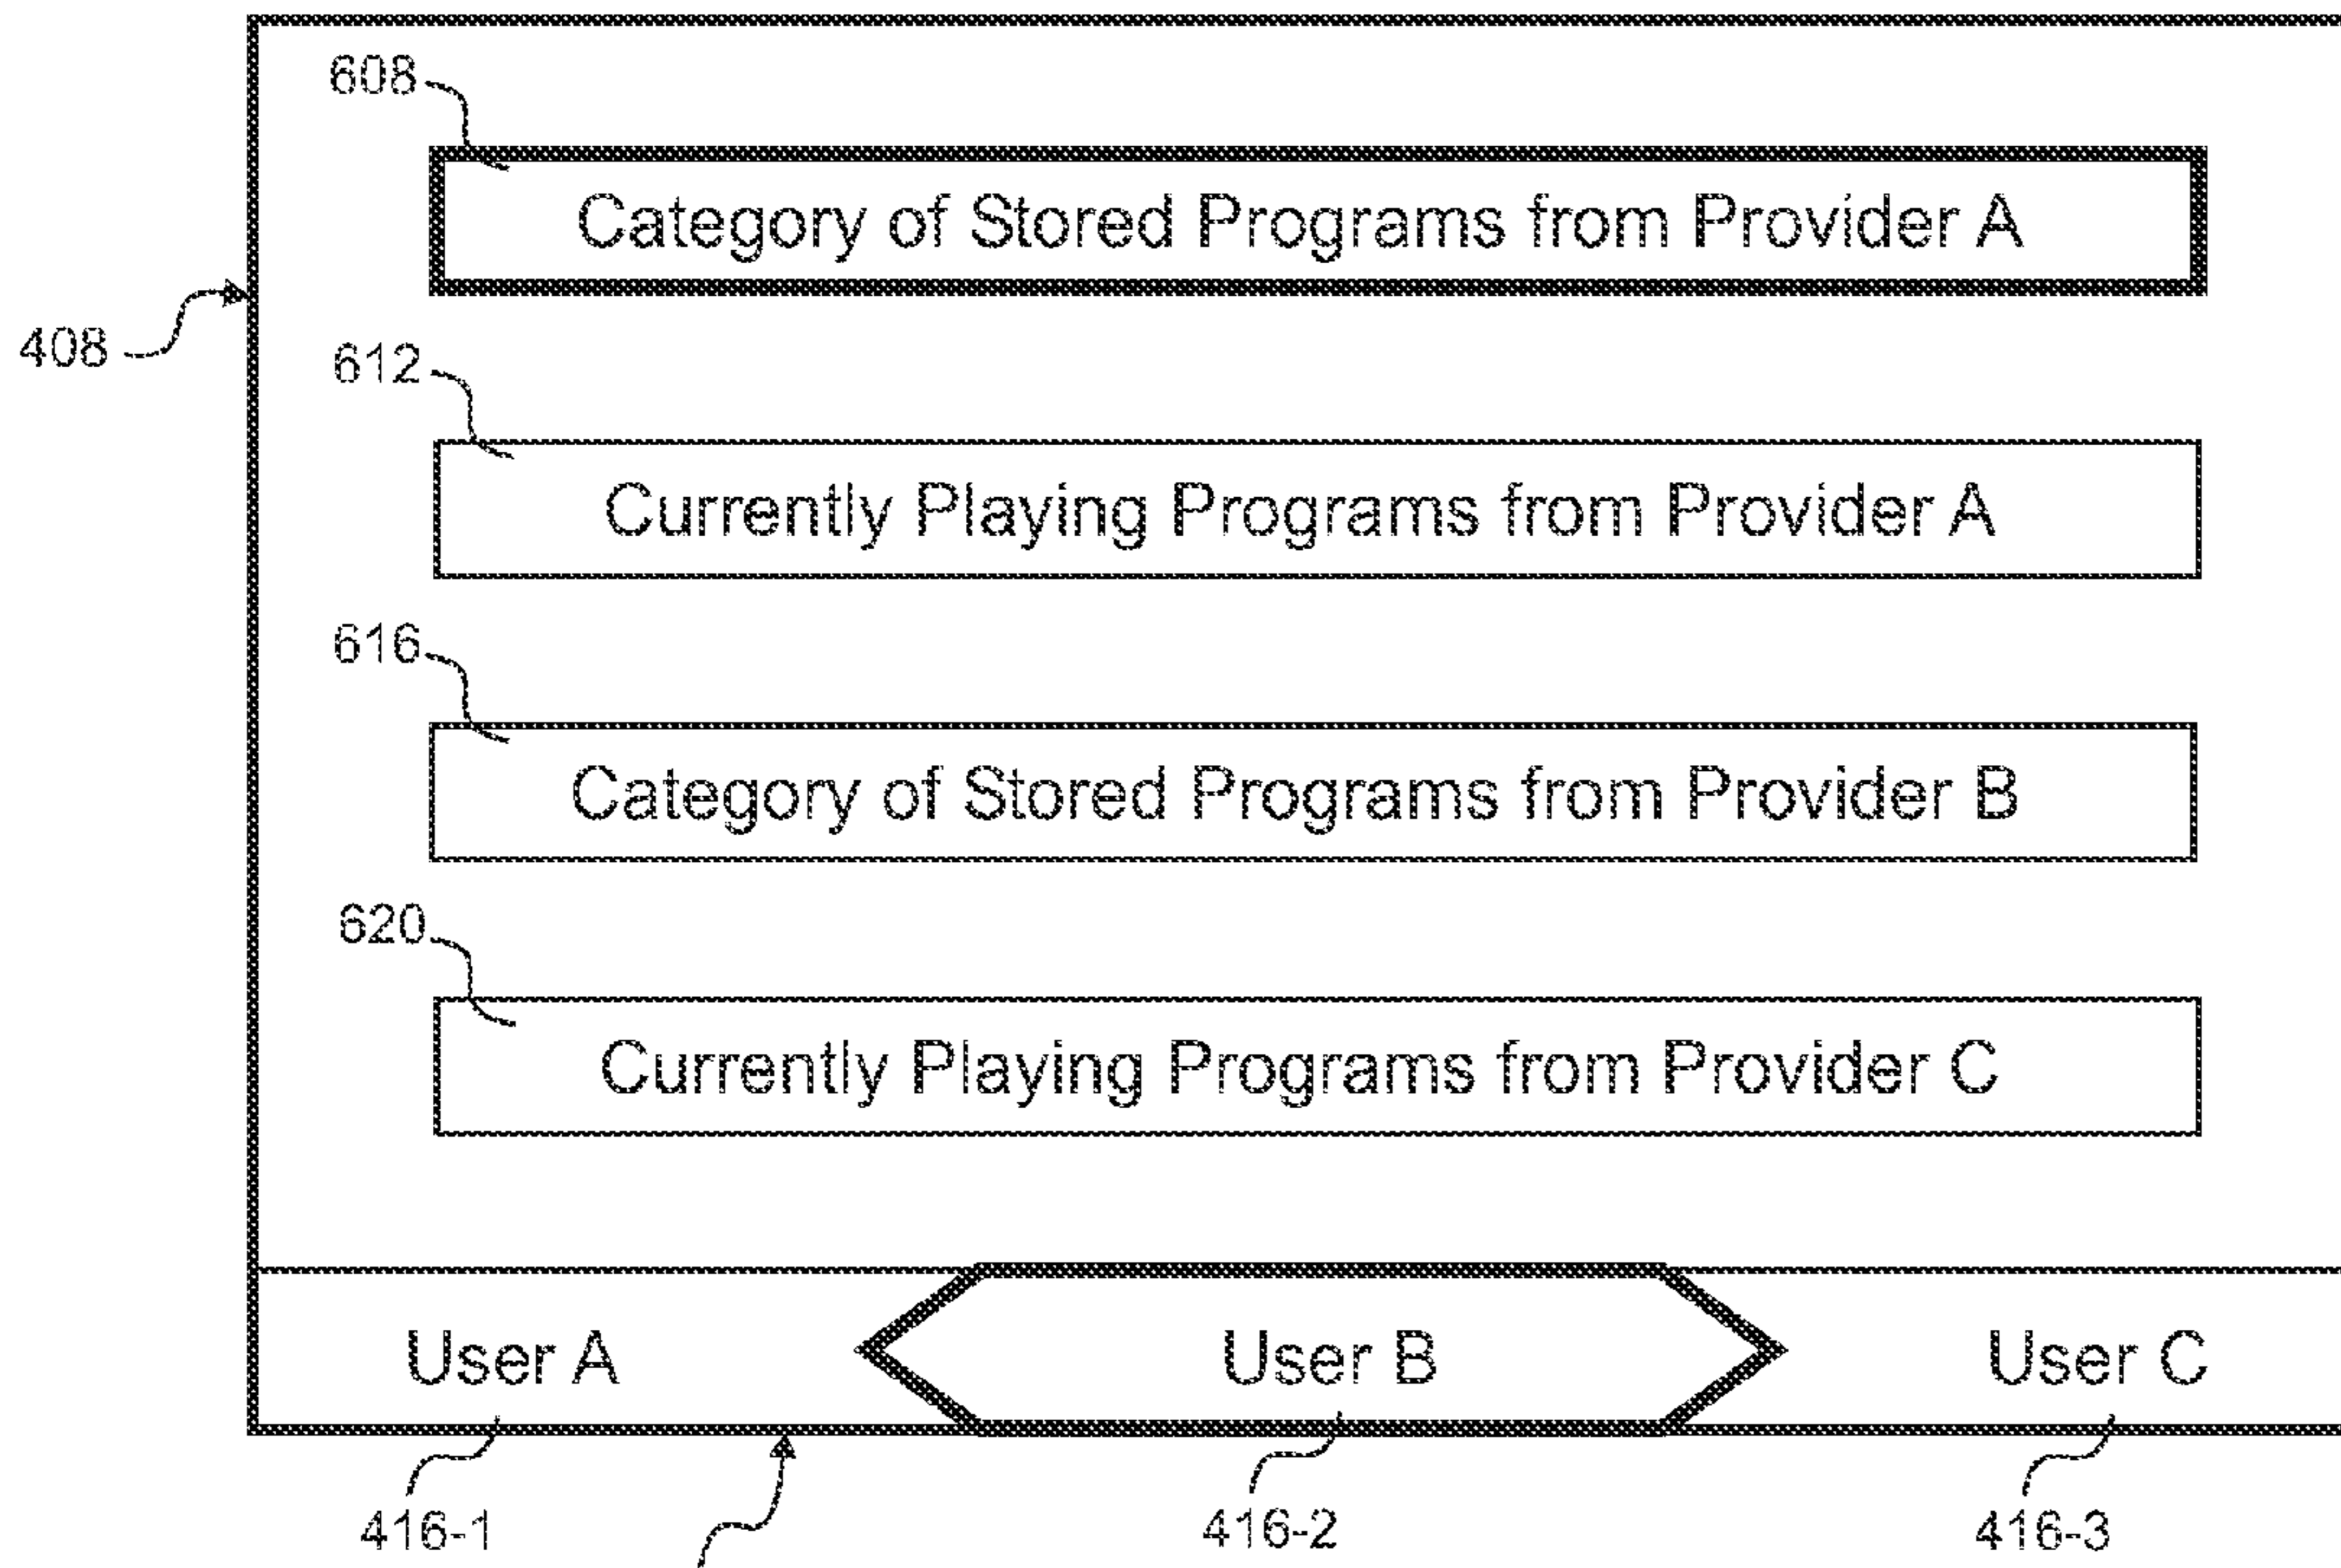 608
Category of Stored Programs from Provider A
408
612
Currently Playing Programs from Provider A
616
Category of Stored Programs from Provider B
620
Currently Playing Programs from Provider C
User A
User B
User C
416-1
416-2
416-3